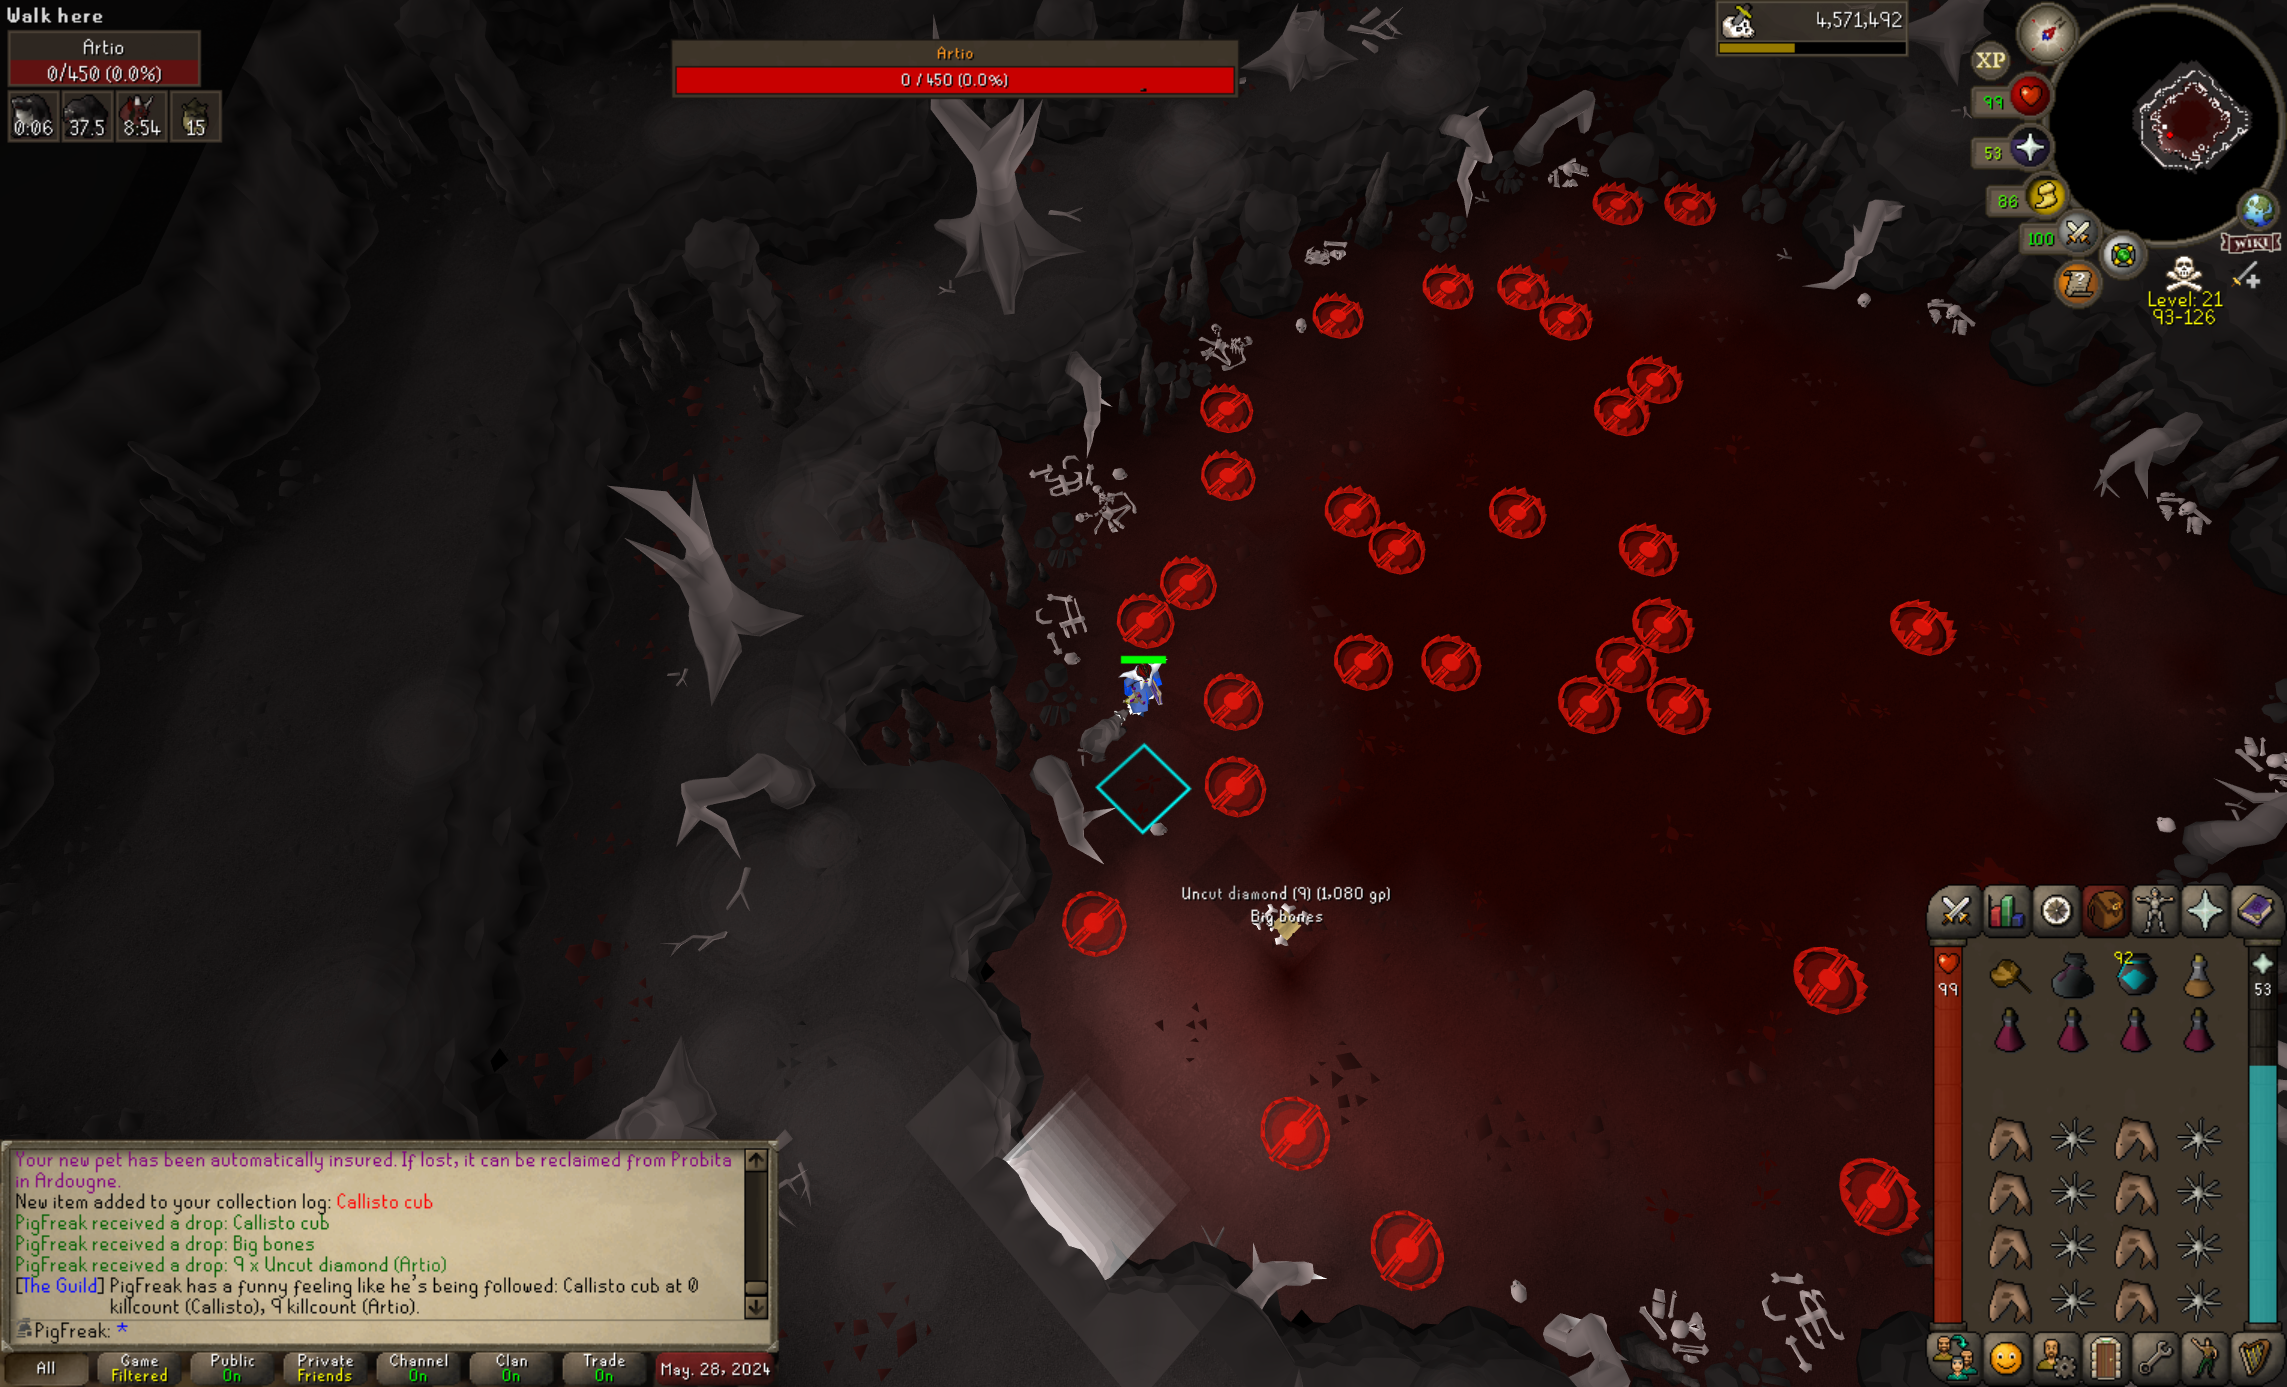 Walk here
Artio
0/450 (0.0%)
0:06
37.5
8:54
15
Artio
0 / 450 (0.0%)
4,571,492
XP
99
53
86
100
WIKI
Level: 21
93-126
Uncut diamond (9) (1,080 gp)
Big bones
92
99
53
Your new pet has been automatically insured. If lost, it can be reclaimed from Probita
in Ardougne.
New item added to your collection log: Callisto cub
PigFreak received a drop: Callisto cub
PigFreak received a drop: Big bones
PigFreak received a drop: 9 x Uncut diamond (Artio)
[The Guild] PigFreak has a funny feeling like he's being followed: Callisto cub at 0
killcount (Callisto), 9 killcount (Artio).
PigFreak: *
All
Game
Filtered
Public
On
Private
Friends
Channel
On
Clan
On
Trade
On
May. 28, 2024